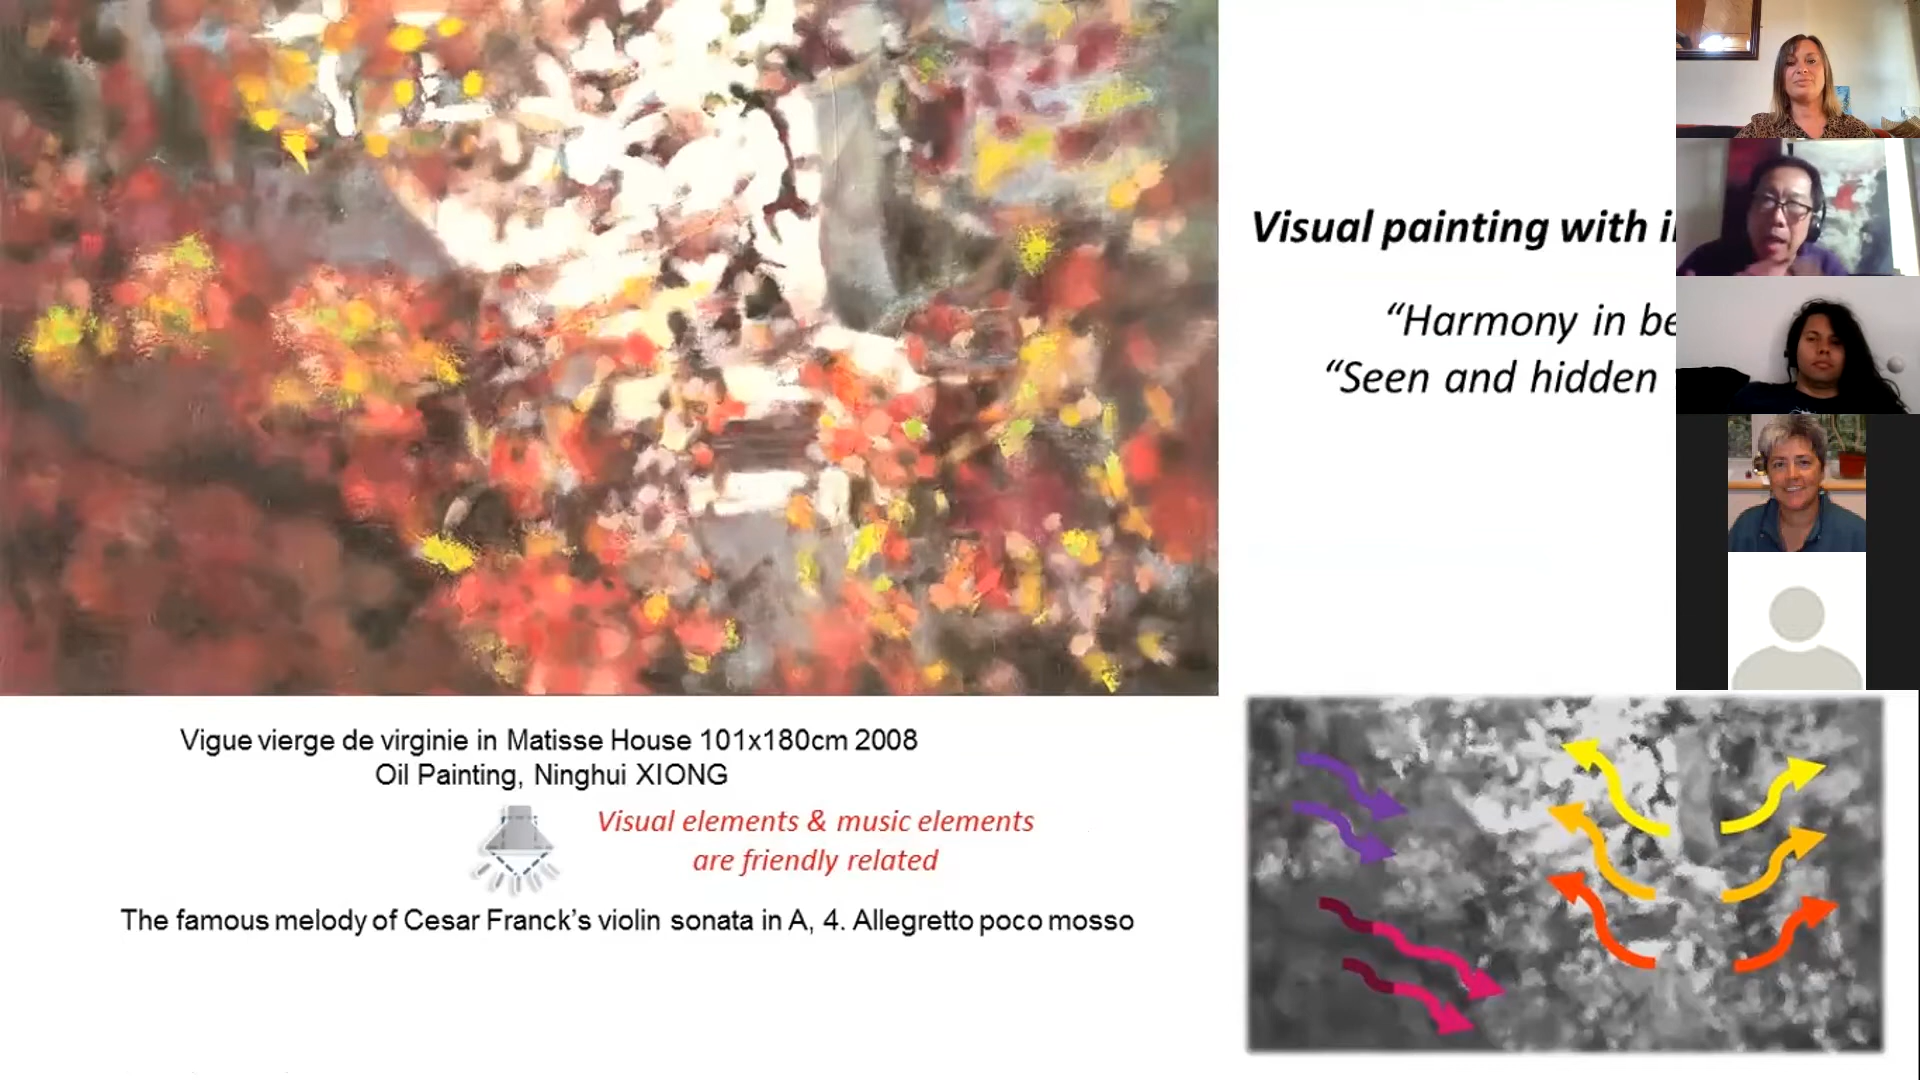 Visual painting with
“Harmony in
“Seen and hidden
Vigue vierge de virginie in Matisse House 101x180cm 2008
Oil Painting, Ninghui XIONG
Visual elements & music elements
are friendly related
The famous melody of Cesar Franck’s violin sonata in A, 4. Allegretto poco mosso